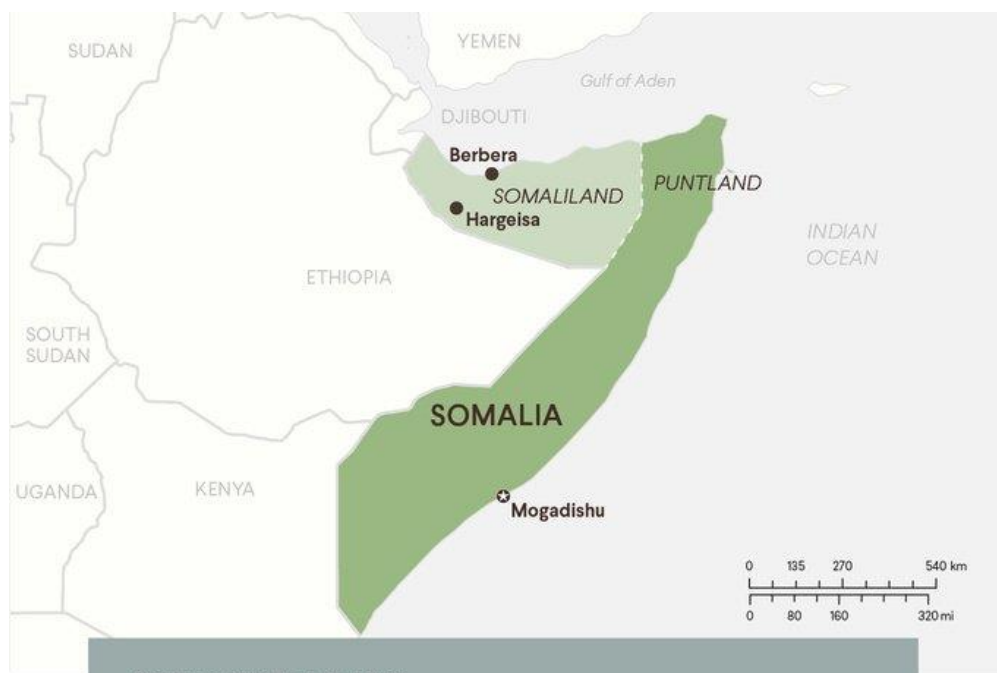 SUDAN
YEMEN
Gulf of Aden
DJIBOUTI
Berbera
SOMALILAND
PUNTLAND
Hargeisa
INDIAN
OCEAN
ETHIOPIA
SOUTH
SUDAN
SOMALIA
UGANDA
KENYA
Mogadishu
0 135 270 540 km
0 80 160 320 mi